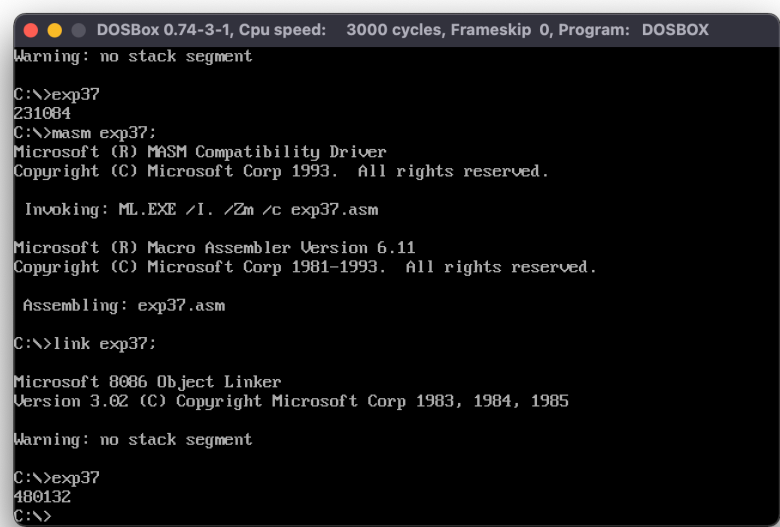 DOSBox 0.74-3-1, Cpu speed: 3000 cycles, Frameskip 0, Program: DOSBOX
Warning: no stack segment
C:\>exp37
231084
C:\>masm exp37;
Microsoft (R) MASM Compatibility Driver
Copyright (C) Microsoft Corp 1993. All rights reserved.
Invoking: ML.EXE /I. /Zm /c exp37.asm
Microsoft (R) Macro Assembler Version 6.11
Copyright (C) Microsoft Corp 1981-1993. All rights reserved.
Assembling: exp37.asm
C:\>link exp37;
Microsoft 8086 Object Linker
Version 3.02 (C) Copyright Microsoft Corp 1983, 1984, 1985
Warning: no stack segment
C:\>exp37
480132
C:\>